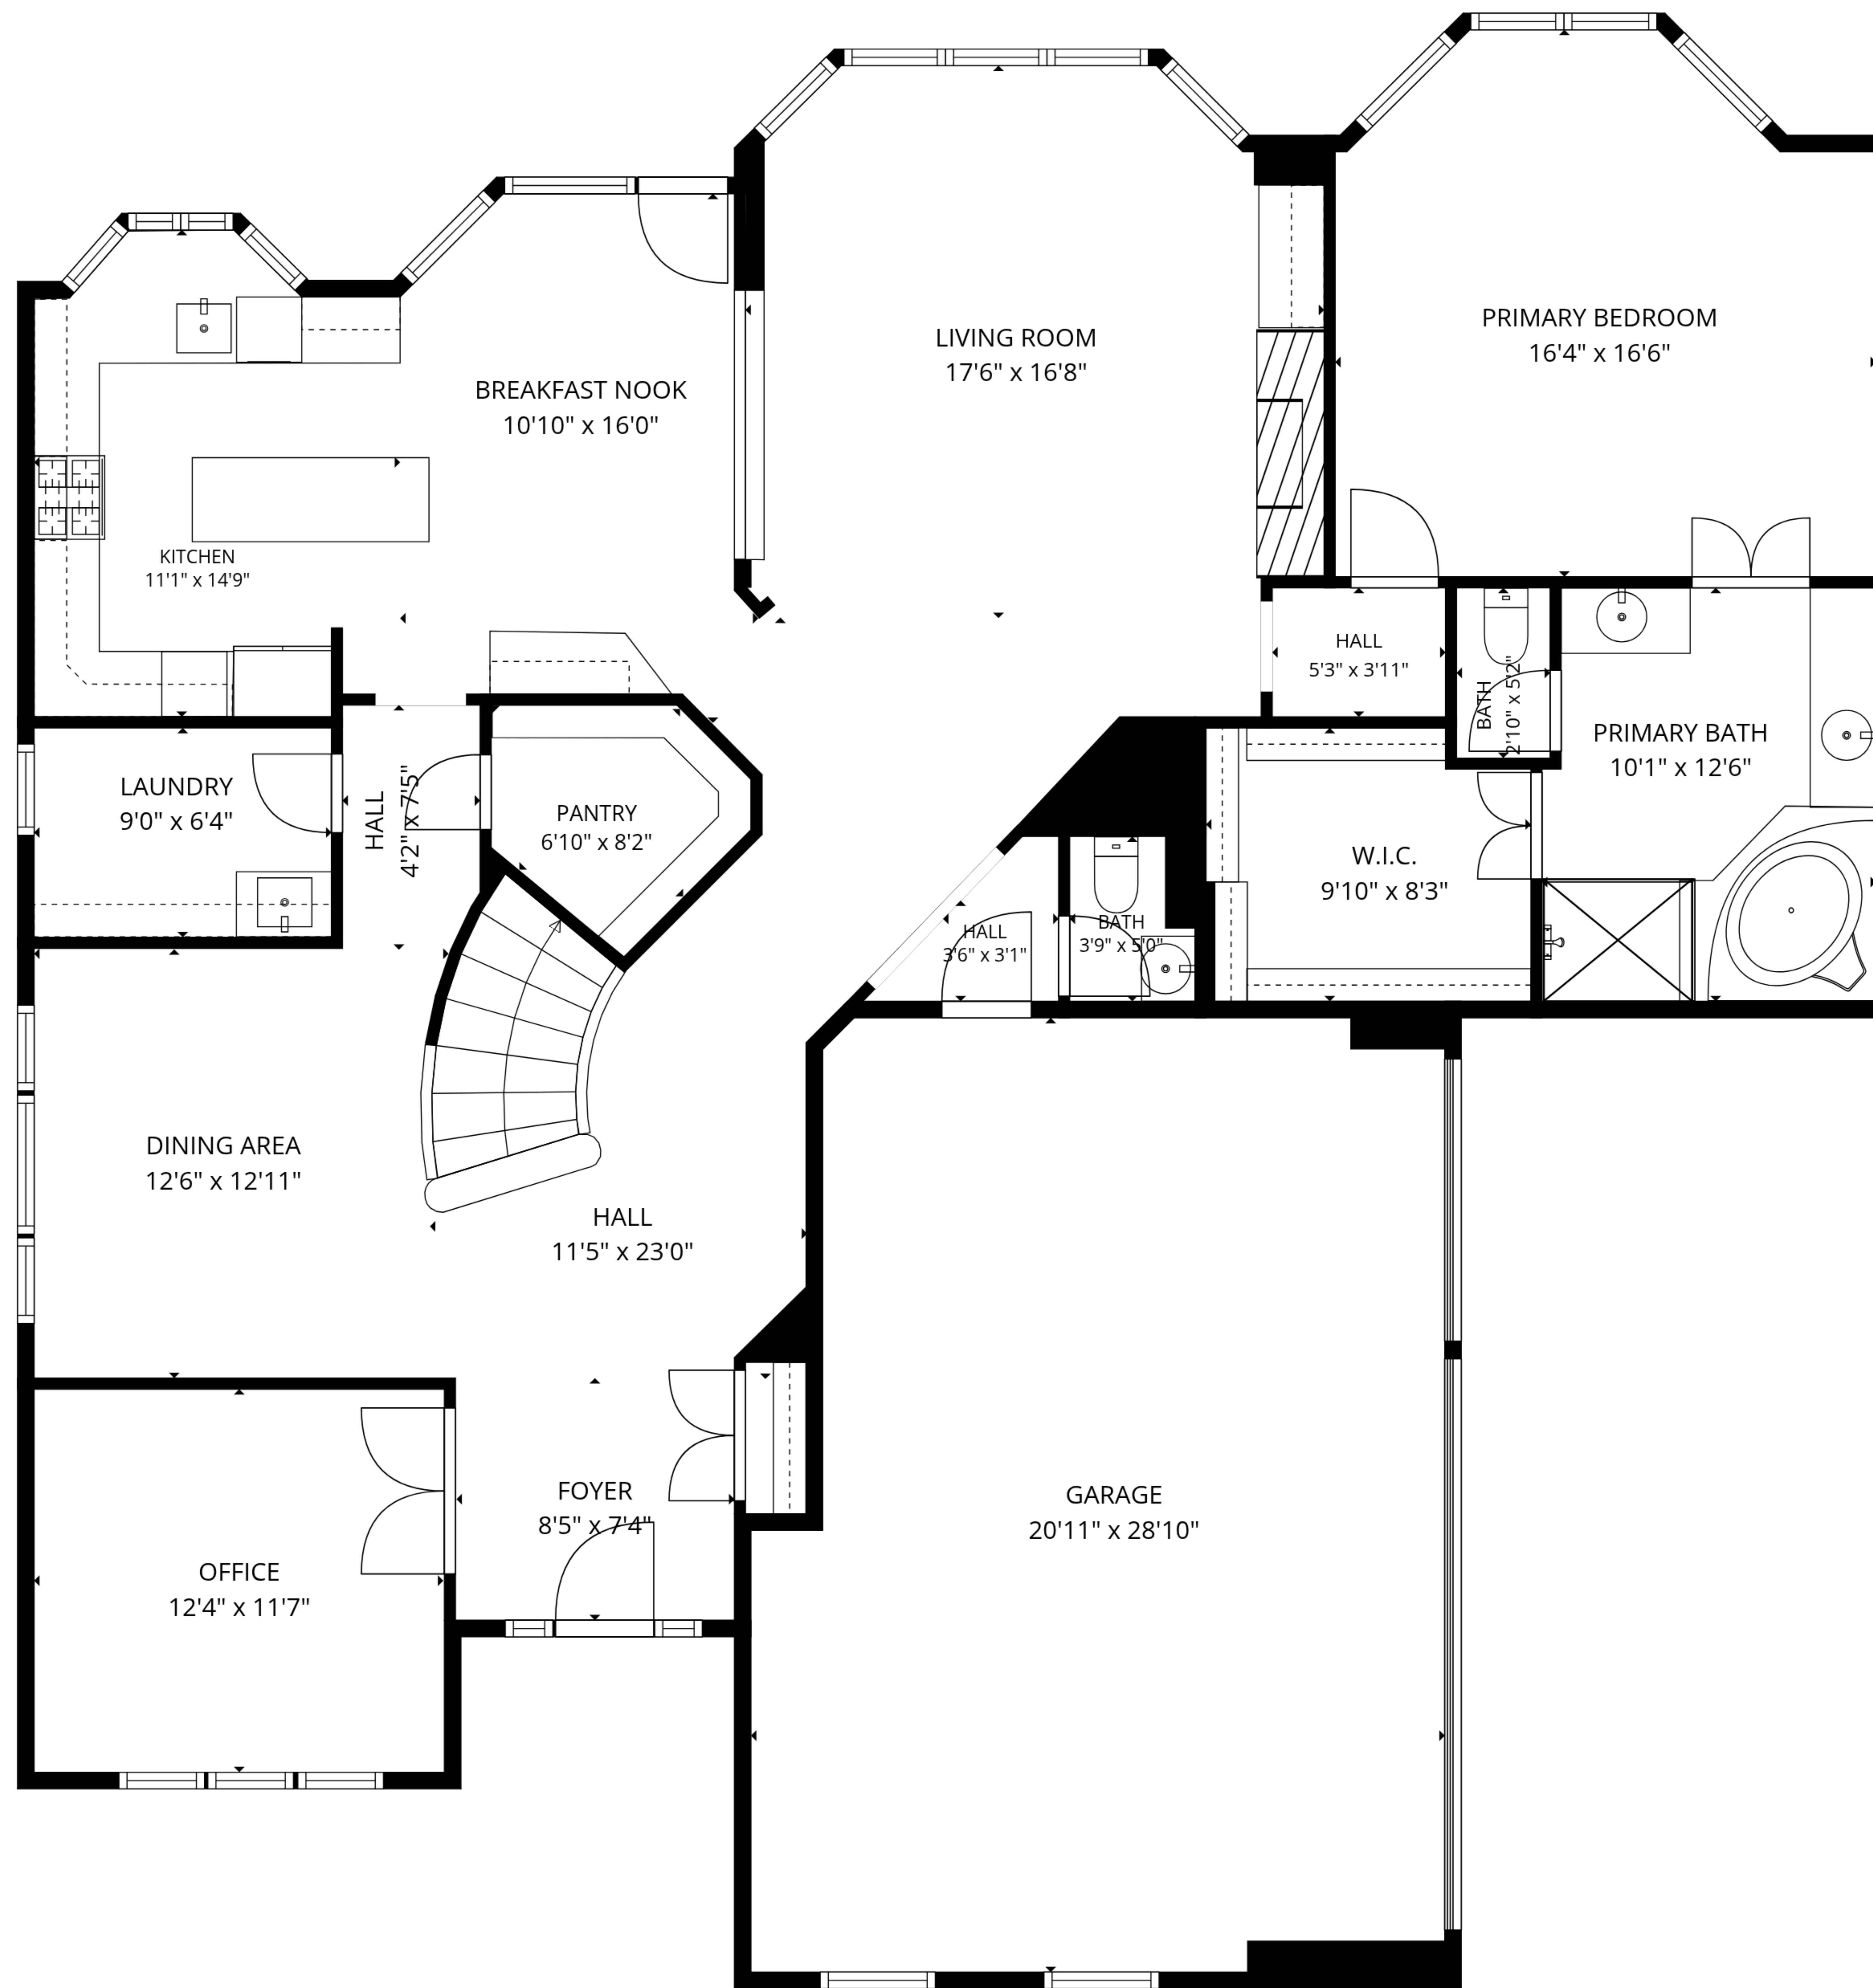 PRIMARY BEDROOM
16'4" x 16'6"
LIVING ROOM
17'6" x 16'8"
BREAKFAST NOOK
10'10" x 16'0"
KITCHEN
11'1" x 14'9"
HALL
5'3" x 3'11"
BATH
2'10" x 5'2"
PRIMARY BATH
10'1" x 12'6"
LAUNDRY
9'0" x 6'4"
HALL
4'2" x 7'5"
PANTRY
6'10" x 8'2"
W.I.C.
9'10" x 8'3"
HALL
3'6" x 3'1"
BATH
3'9" x 5'0"
DINING AREA
12'6" x 12'11"
HALL
11'5" x 23'0"
FOYER
8'5" x 7'4"
GARAGE
20'11" x 28'10"
OFFICE
12'4" x 11'7"